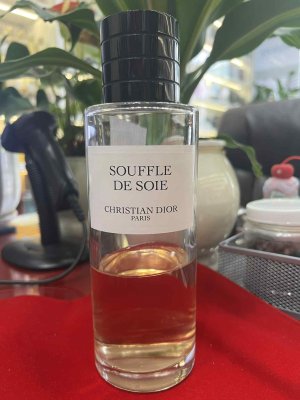 SOUFFLE
DE SOIE
CHRISTIAN DIOR
PARIS